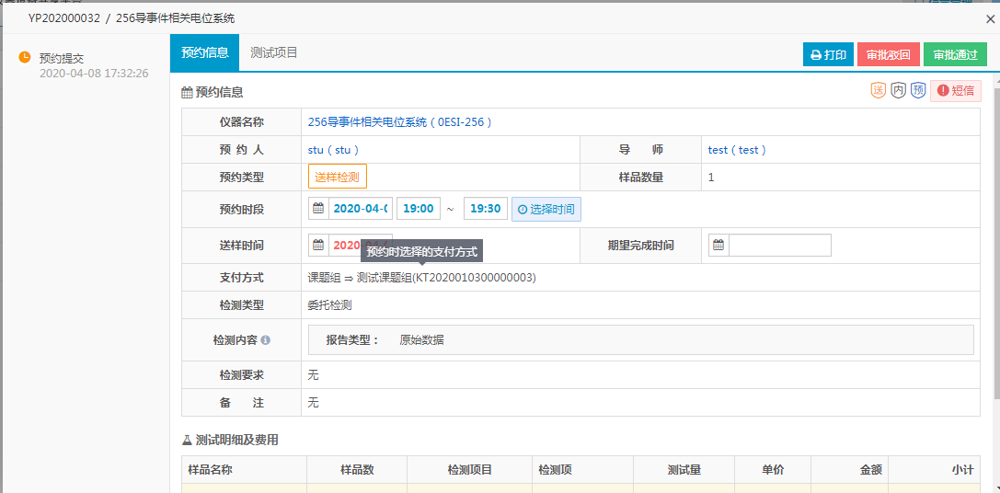 YP202000032 / 256导事件相关电位系统
预约提交
2020-04-08 17:32:26
预约信息 测试项目
打印 审批驳回 审批通过
预约信息
送 内 预 短信
仪器名称 256导事件相关电位系统（0ESI-256）
预 约 人 stu（stu） 导 师 test（test）
预约类型 送样检测 样品数量 1
预约时段 2020-04-0 19:00 ~ 19:30 选择时间
送样时间 2020 期望完成时间
预约时选择的支付方式
支付方式 课题组 ⇒ 测试课题组(KT2020010300000003)
检测类型 委托检测
检测内容 报告类型： 原始数据
检测要求 无
备 注 无
测试明细及费用
样品名称 样品数 检测项目 检测项 测试量 单价 金额 小计